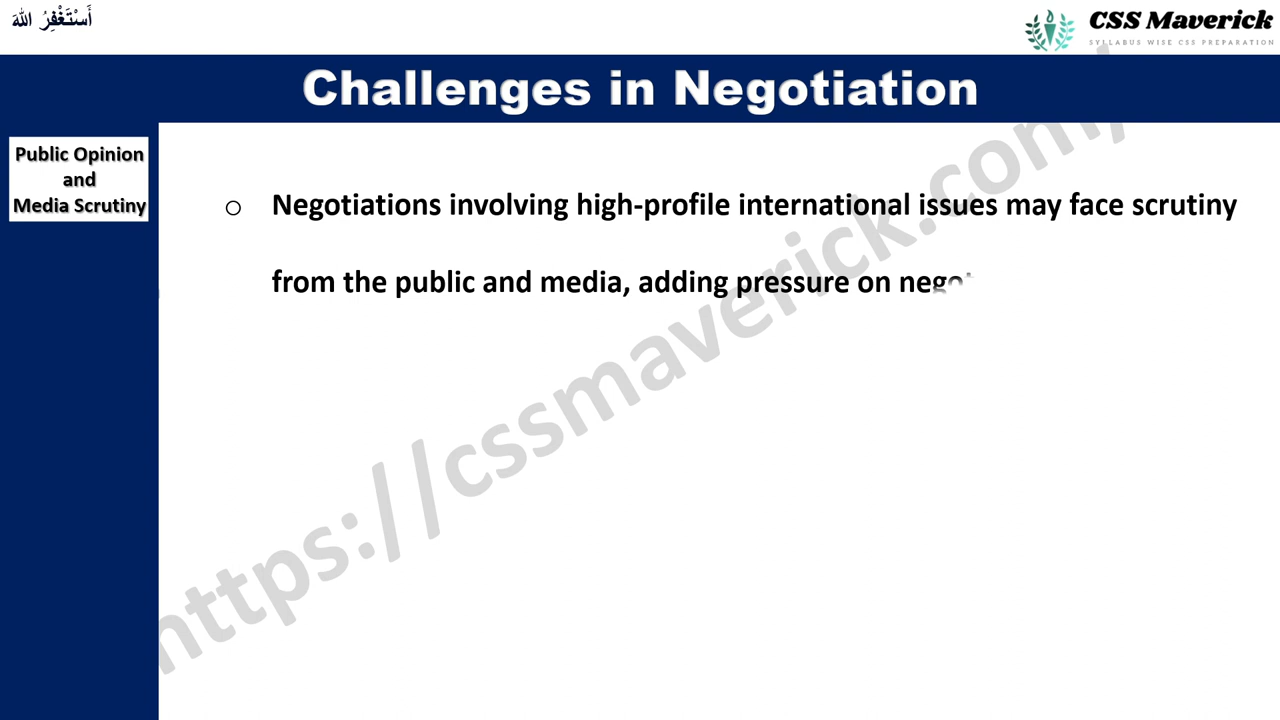 أَسْتَغْفِرُ اللهَ
CSS Maverick
SYLLABUS WISE CSS PREPARATION
Challenges in Negotiation
Public Opinion
and
Media Scrutiny
o Negotiations involving high-profile international issues may face scrutiny
from the public and media, adding pressure on
https://cssmaverick.com/